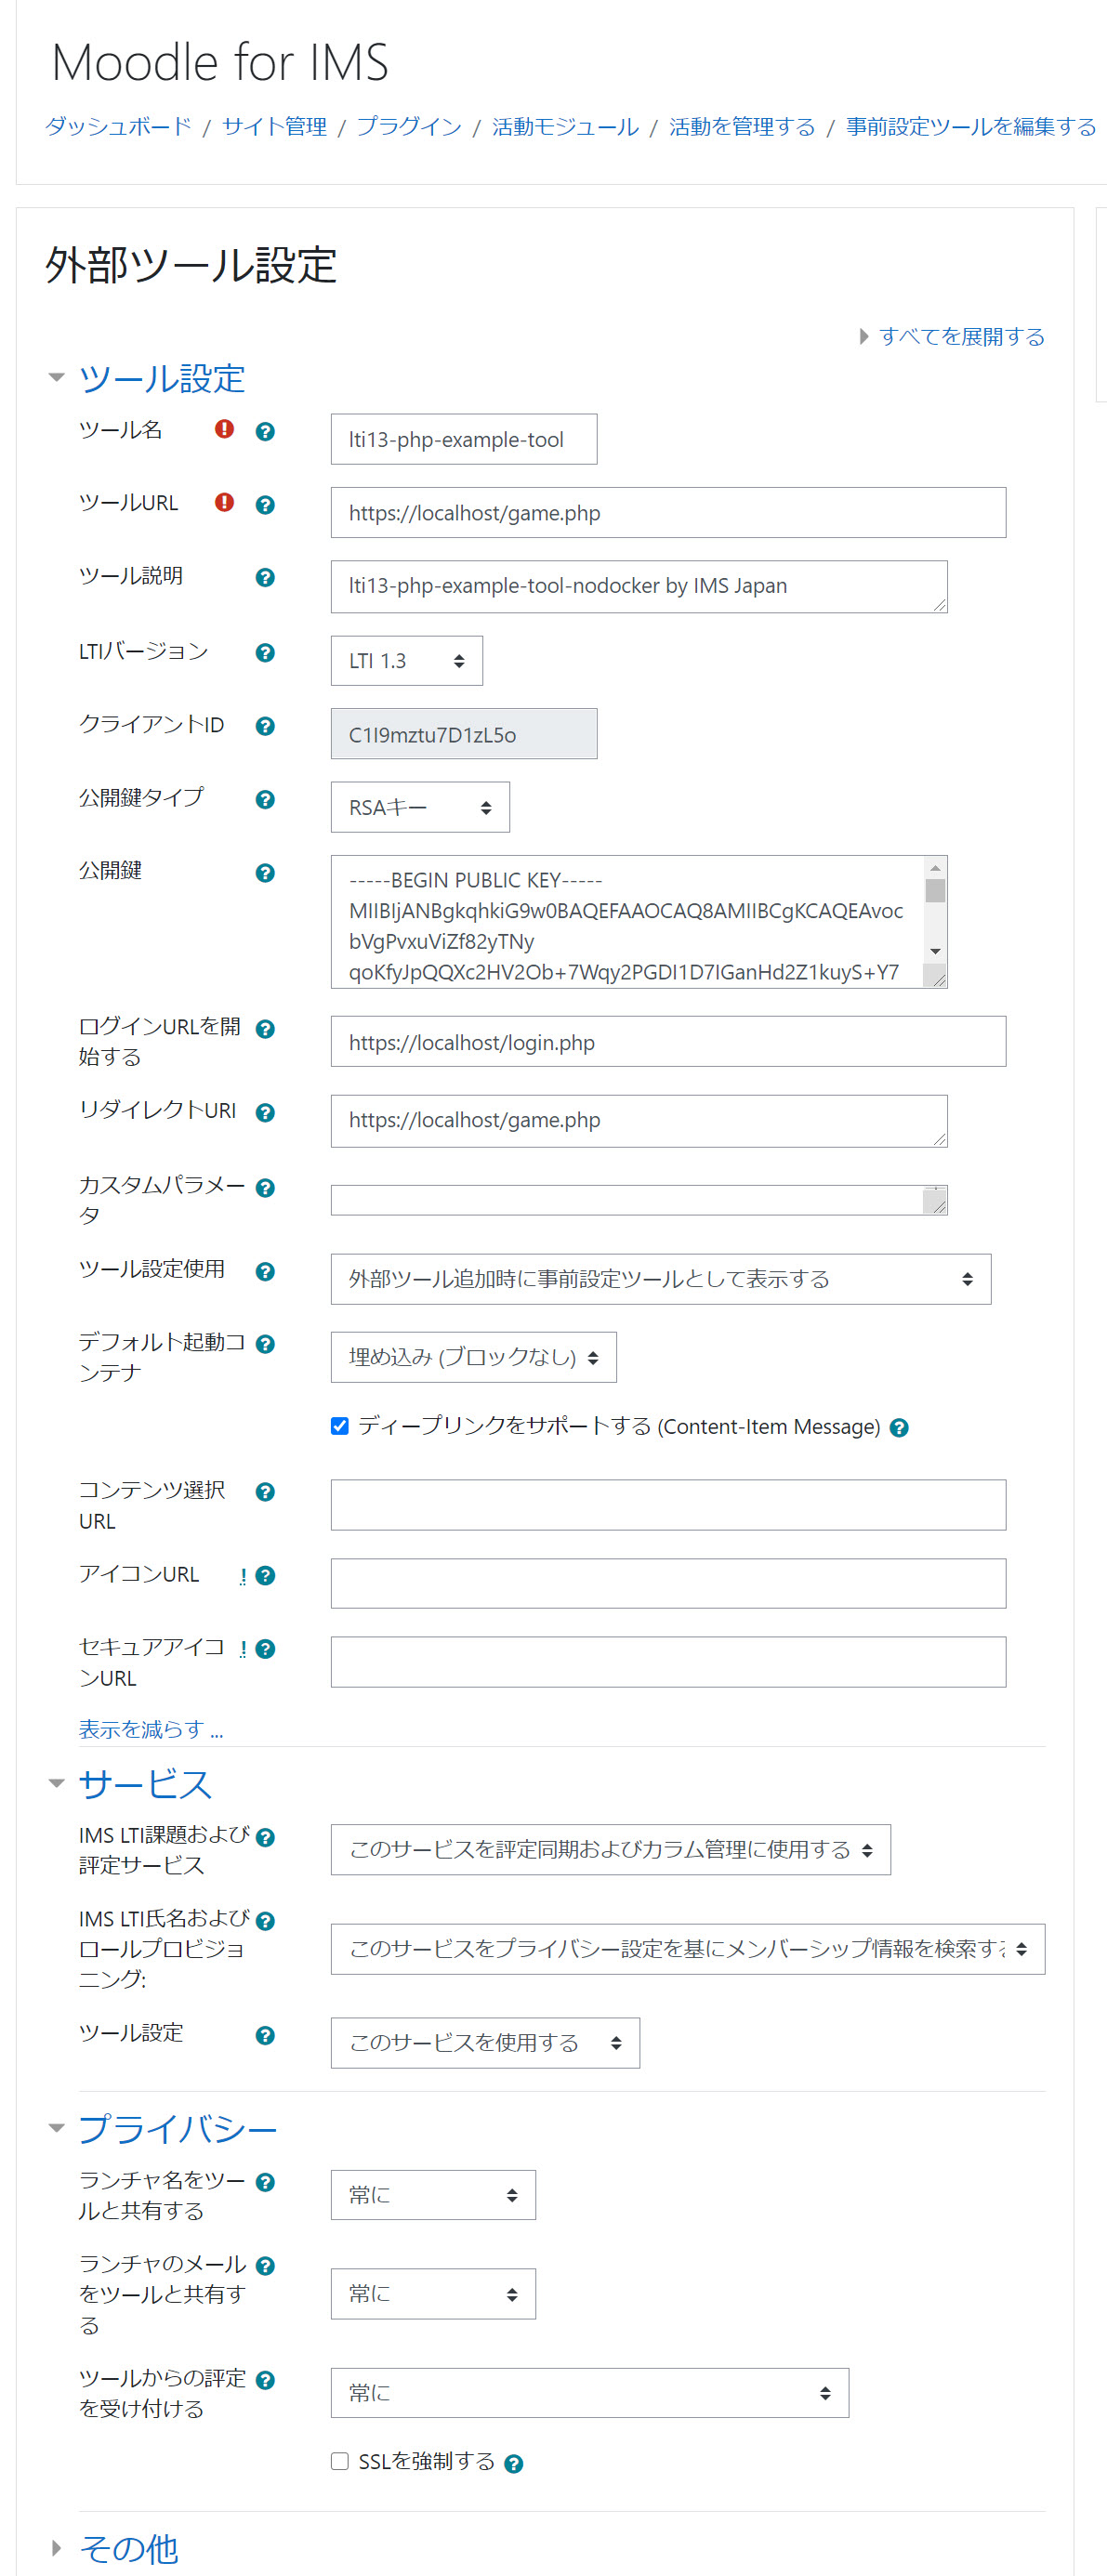 Moodle for IMS
ダッシュボード / サイト管理 / プラグイン / 活動モジュール / 活動を管理する / 事前設定ツールを編集する
外部ツール設定
すべてを展開する
ツール設定
ツール名 lti13-php-example-tool
ツールURL https://localhost/game.php
ツール説明 lti13-php-example-tool-nodocker by IMS Japan
LTIバージョン LTI 1.3
クライアントID C1I9mztu7D1zL5o
公開鍵タイプ RSAキー
公開鍵
-----BEGIN PUBLIC KEY-----
MIIBIjANBgkqhkiG9w0BAQEFAAOCAQ8AMIIBCgKCAQEAvoc
bVgPvxuViZf82yTNy
qoKfyJpQQXc2HV2Ob+7Wqy2PGDI1D7IGanHd2Z1kuyS+Y7
ログインURLを開
始する
https://localhost/login.php
リダイレクトURI https://localhost/game.php
カスタムパラメー
タ
ツール設定使用 外部ツール追加時に事前設定ツールとして表示する
デフォルト起動コ
ンテナ
埋め込み (ブロックなし)
ディープリンクをサポートする (Content-Item Message)
コンテンツ選択
URL
アイコンURL
セキュアアイコ
ンURL
表示を減らす ...
サービス
IMS LTI課題および
評定サービス
このサービスを評定同期およびカラム管理に使用する
IMS LTI氏名および
ロールプロビジョ
ニング:
このサービスをプライバシー設定を基にメンバーシップ情報を検索す
ツール設定 このサービスを使用する
プライバシー
ランチャ名をツー
ルと共有する
常に
ランチャのメール
をツールと共有す
る
常に
ツールからの評定
を受け付ける
常に
SSLを強制する
その他